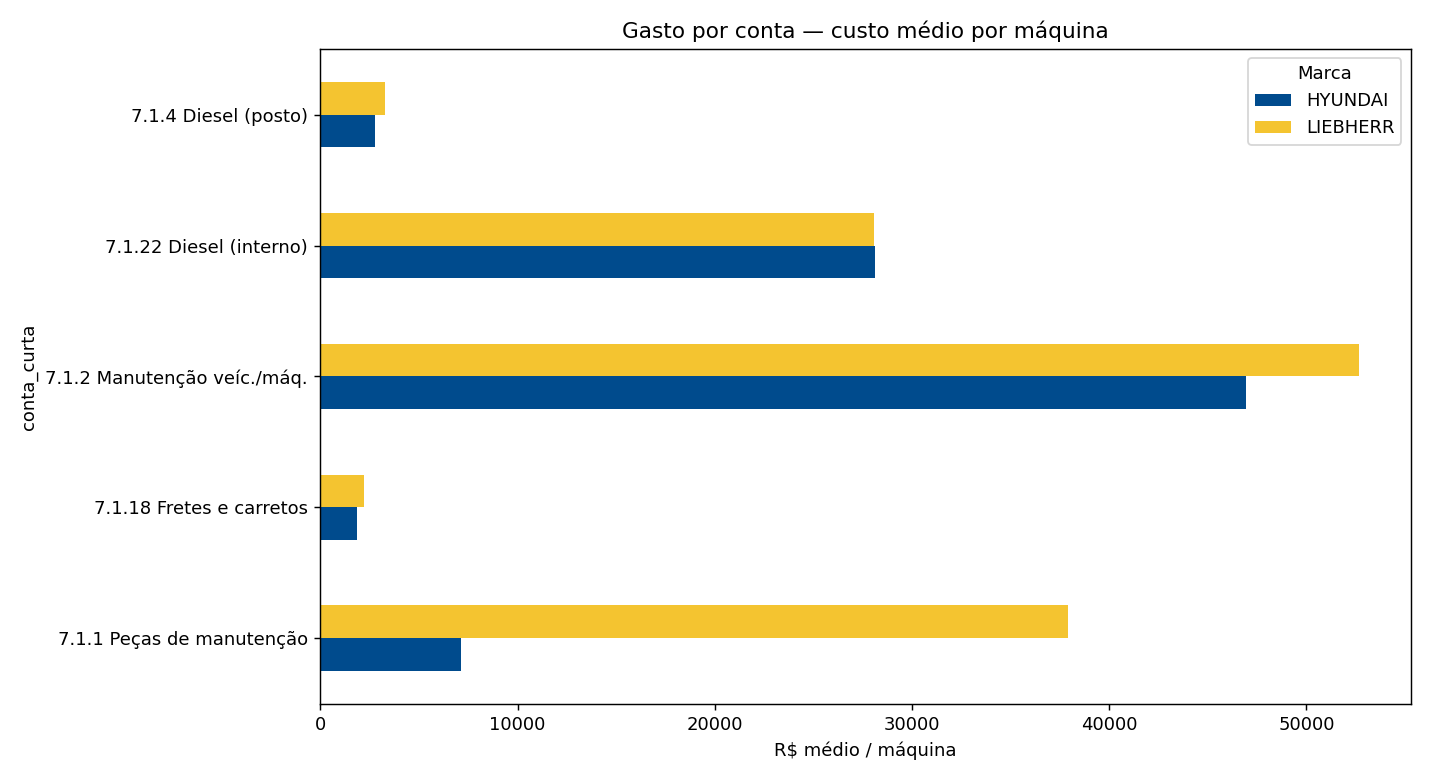 Gasto por conta — custo médio por máquina
Marca
HYUNDAI
LIEBHERR
conta_curta
7.1.4 Diesel (posto)
7.1.22 Diesel (interno)
7.1.2 Manutenção veíc./máq.
7.1.18 Fretes e carretos
7.1.1 Peças de manutenção
0 10000 20000 30000 40000 50000
R$ médio / máquina